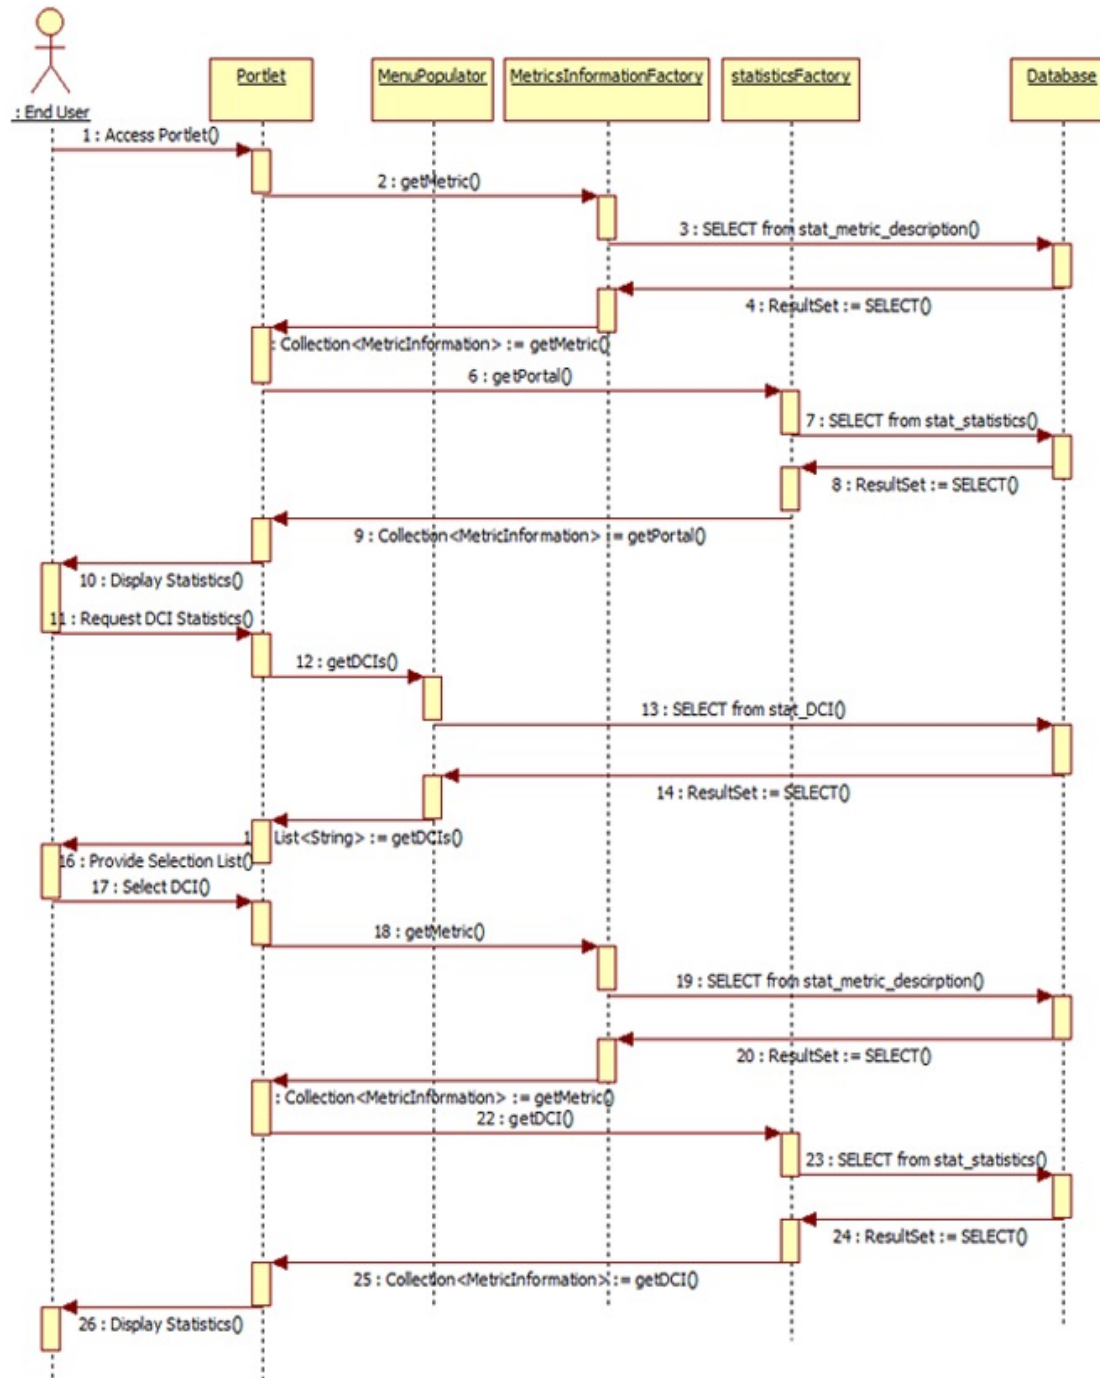 : End User
Portlet
MenuPopulator
MetricsInformationFactory
statisticsFactory
Database
1 : Access Portlet()
2 : getMetric()
3 : SELECT from stat_metric_description()
4 : ResultSet := SELECT()
: Collection<MetricInformation> := getMetric()
6 : getPortal()
7 : SELECT from stat_statistics()
8 : ResultSet := SELECT()
9 : Collection<MetricInformation> := getPortal()
10 : Display Statistics()
11 : Request DCI Statistics()
12 : getDCIs()
13 : SELECT from stat_DCI()
14 : ResultSet := SELECT()
1 List<String> := getDCIs()
16 : Provide Selection List()
17 : Select DCI()
18 : getMetric()
19 : SELECT from stat_metric_descirption()
20 : ResultSet := SELECT()
: Collection<MetricInformation> := getMetric()
22 : getDCI()
23 : SELECT from stat_statistics()
24 : ResultSet := SELECT()
25 : Collection<MetricInformation> := getDCI()
26 : Display Statistics()